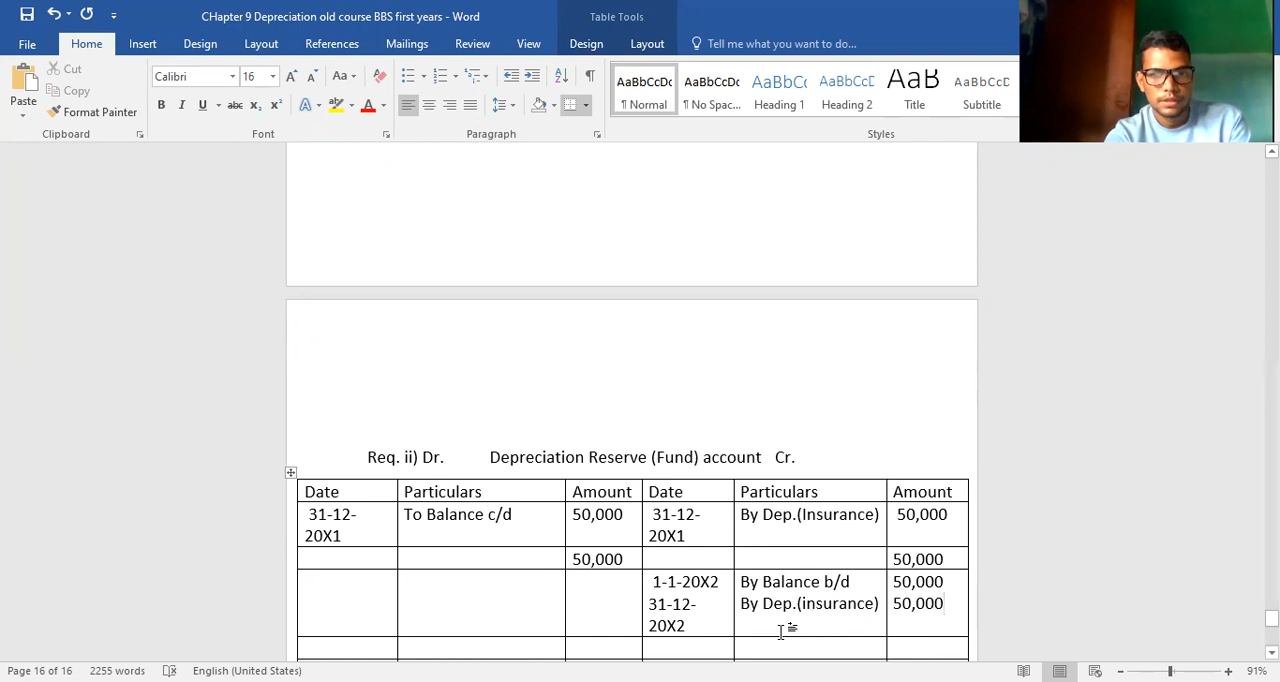 CHapter 9 Depreciation old course BBS first years - Word
Table Tools
File Home Insert Design Layout References Mailings Review View Design Layout Tell me what you want to do...
Paste
Cut
Copy
Format Painter
Clipboard
Calibri 16
Font
Paragraph
AaBbCcDc AaBbCcDc AaBbCc AaBbCcD AaB AaBbCcD
¶ Normal ¶ No Spac... Heading 1 Heading 2 Title Subtitle
Styles
Req. ii) Dr. Depreciation Reserve (Fund) account Cr.
Date Particulars Amount Date Particulars Amount
31-12-20X1 To Balance c/d 50,000 31-12-20X1 By Dep.(Insurance) 50,000
50,000 50,000
1-1-20X2 By Balance b/d 50,000
31-12-20X2 By Dep.(insurance) 50,000
Page 16 of 16 2255 words English (United States) 91%